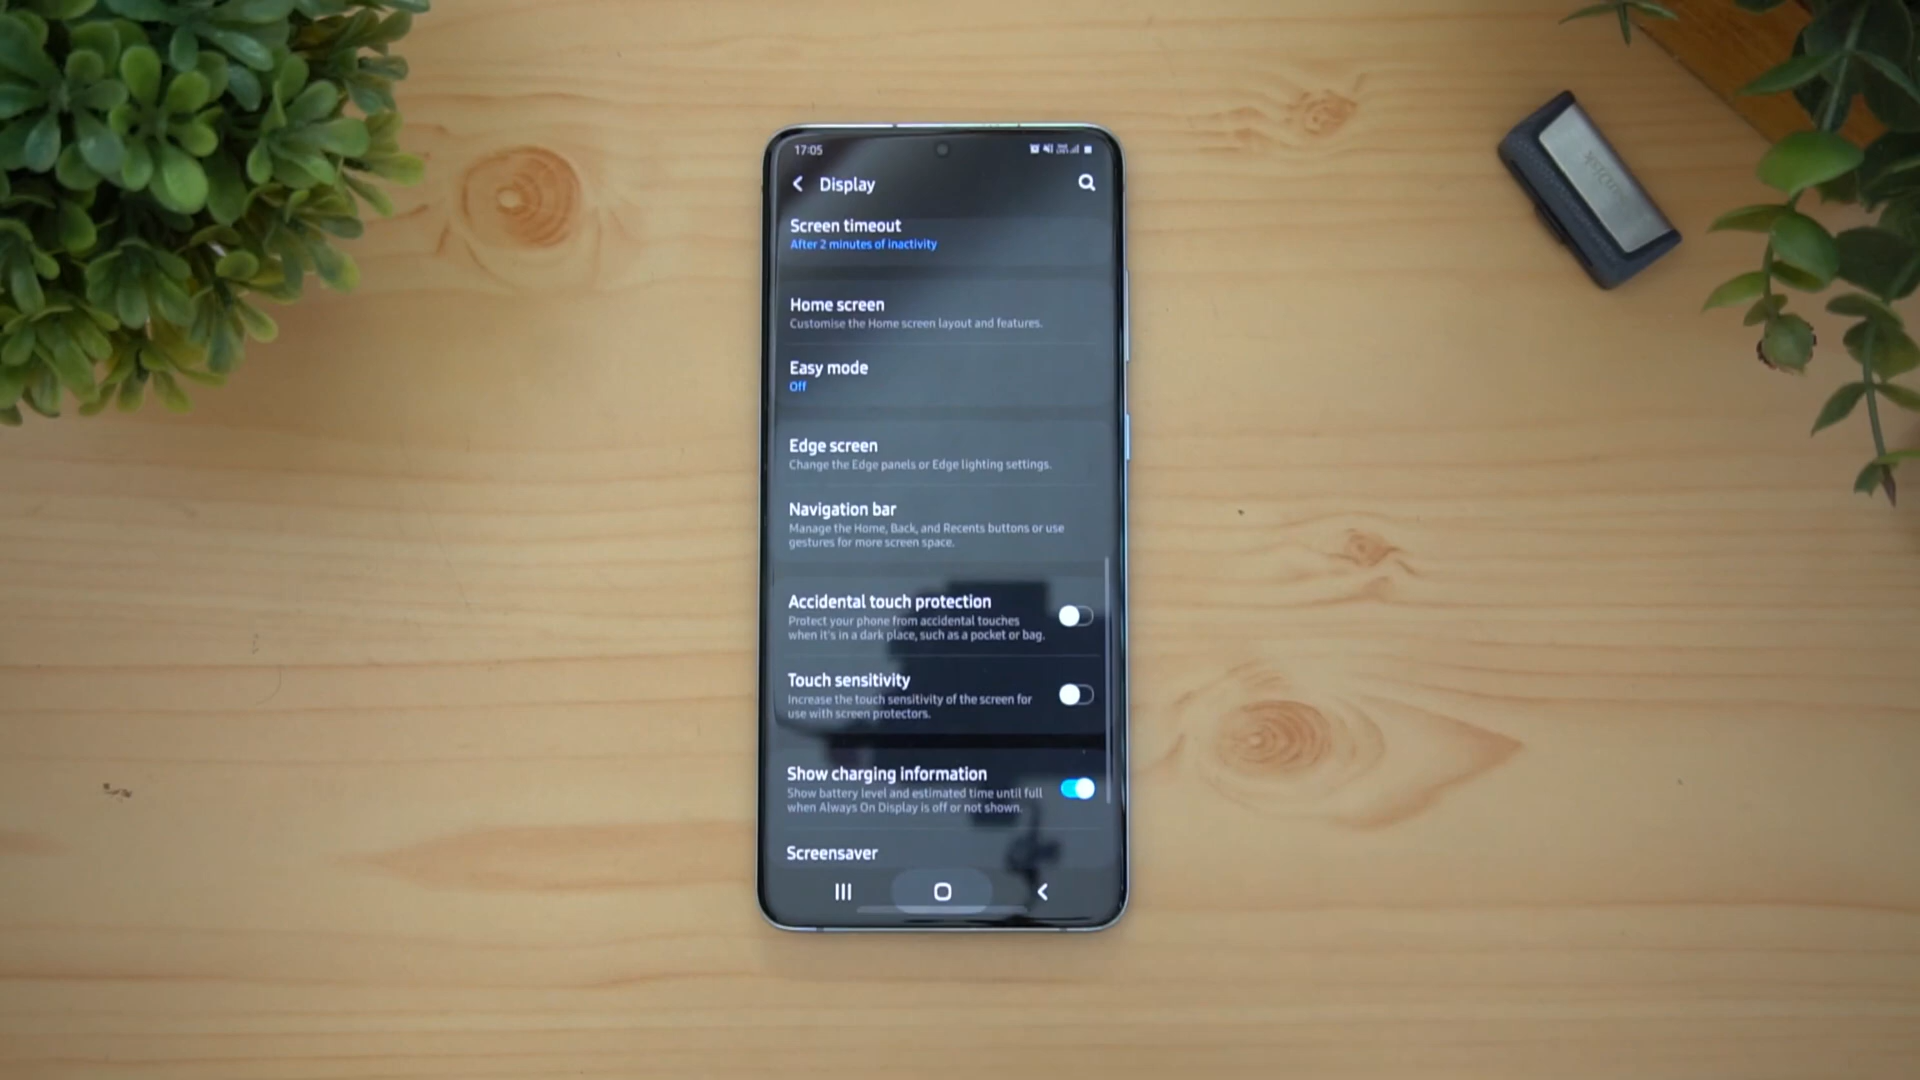 17:05
Display
Screen timeout
After 2 minutes of inactivity
Home screen
Customise the Home screen layout and features.
Easy mode
Off
Edge screen
Change the Edge panels or Edge lighting settings.
Navigation bar
Manage the Home, Back, and Recents buttons or use
gestures for more screen space.
Accidental touch protection
Protect your phone from accidental touches
when it's in a dark place, such as a pocket or bag.
Touch sensitivity
Increase the touch sensitivity of the screen for
use with screen protectors.
Show charging information
Show battery level and estimated time until full
when Always On Display is off or not shown.
Screensaver
SanDisk